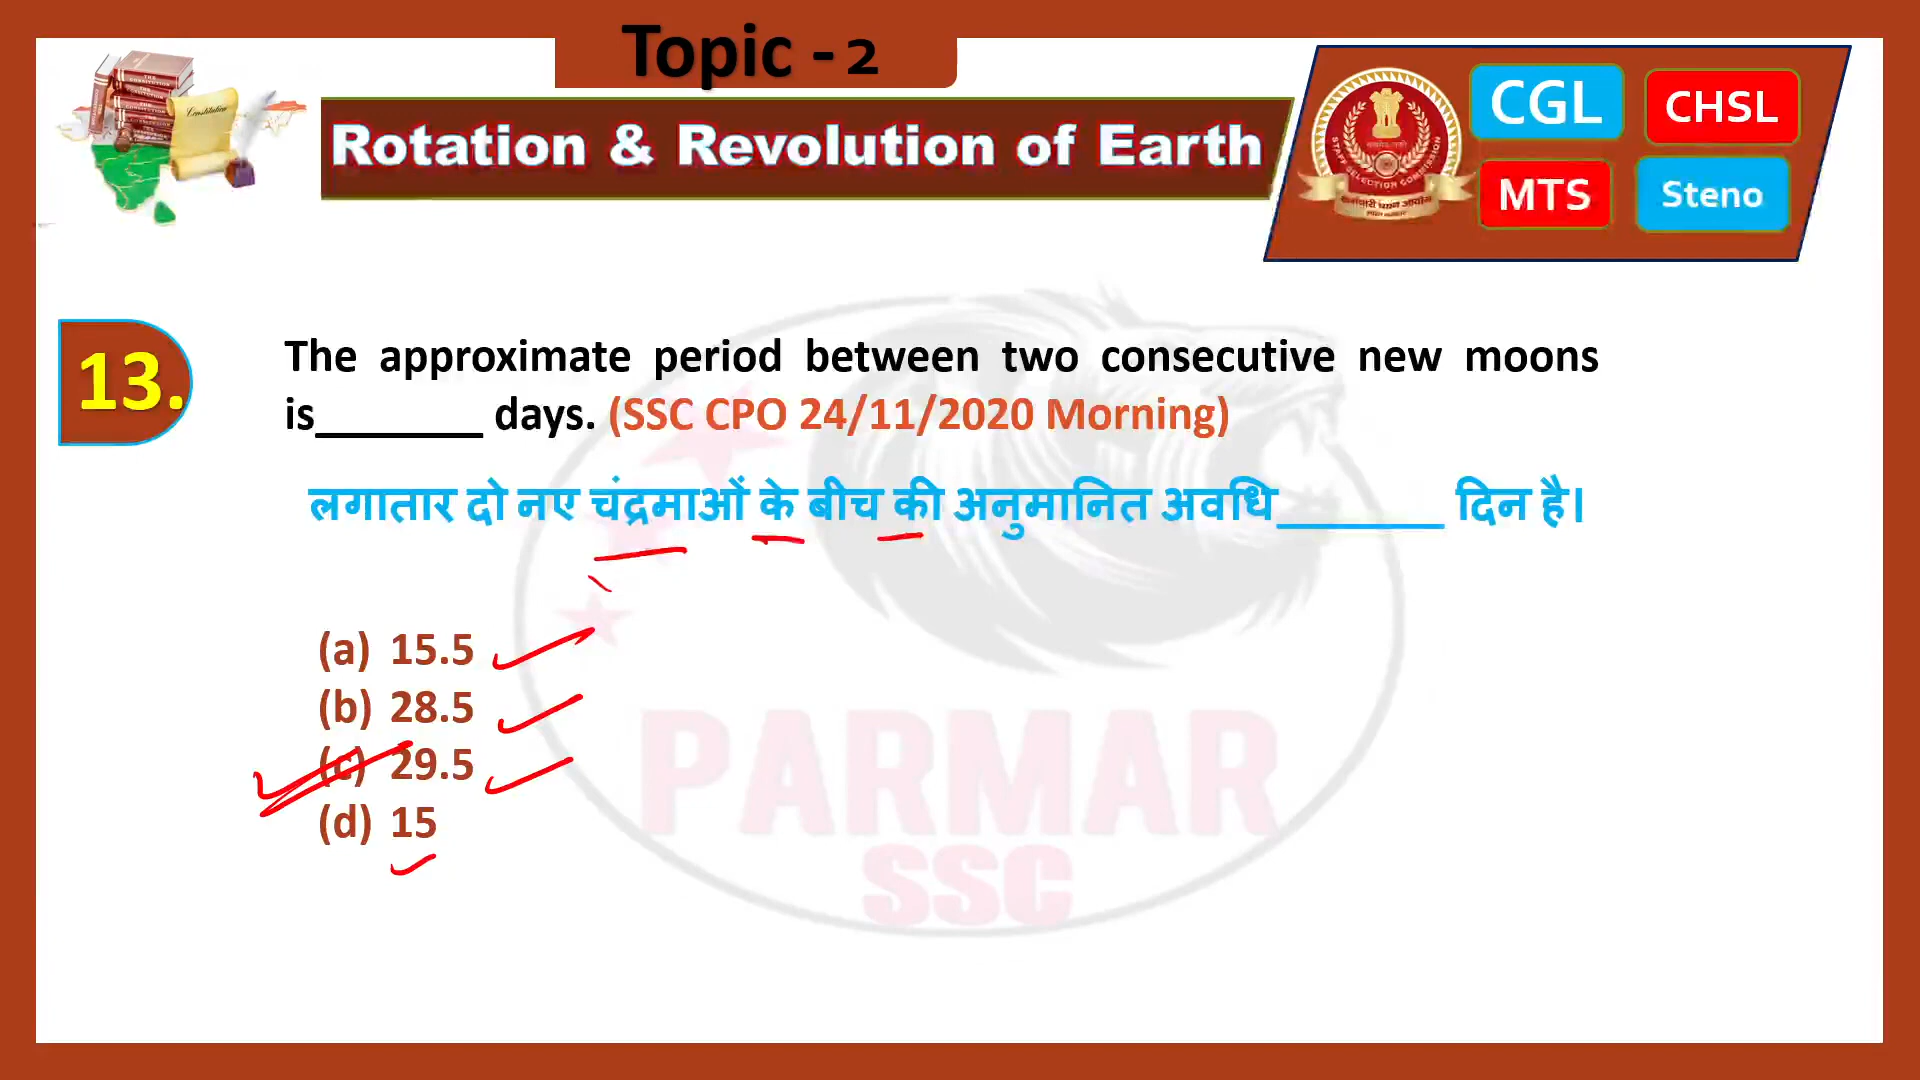 Topic - 2
Rotation & Revolution of Earth
CGL
CHSL
MTS
Steno
13.
The approximate period between two consecutive new moons
is_______ days. (SSC CPO 24/11/2020 Morning)
लगातार दो नए चंद्रमाओं के बीच की अनुमानित अवधि_______ दिन है।
(a) 15.5
(b) 28.5
(c) 29.5
(d) 15
PARMAR
SSC